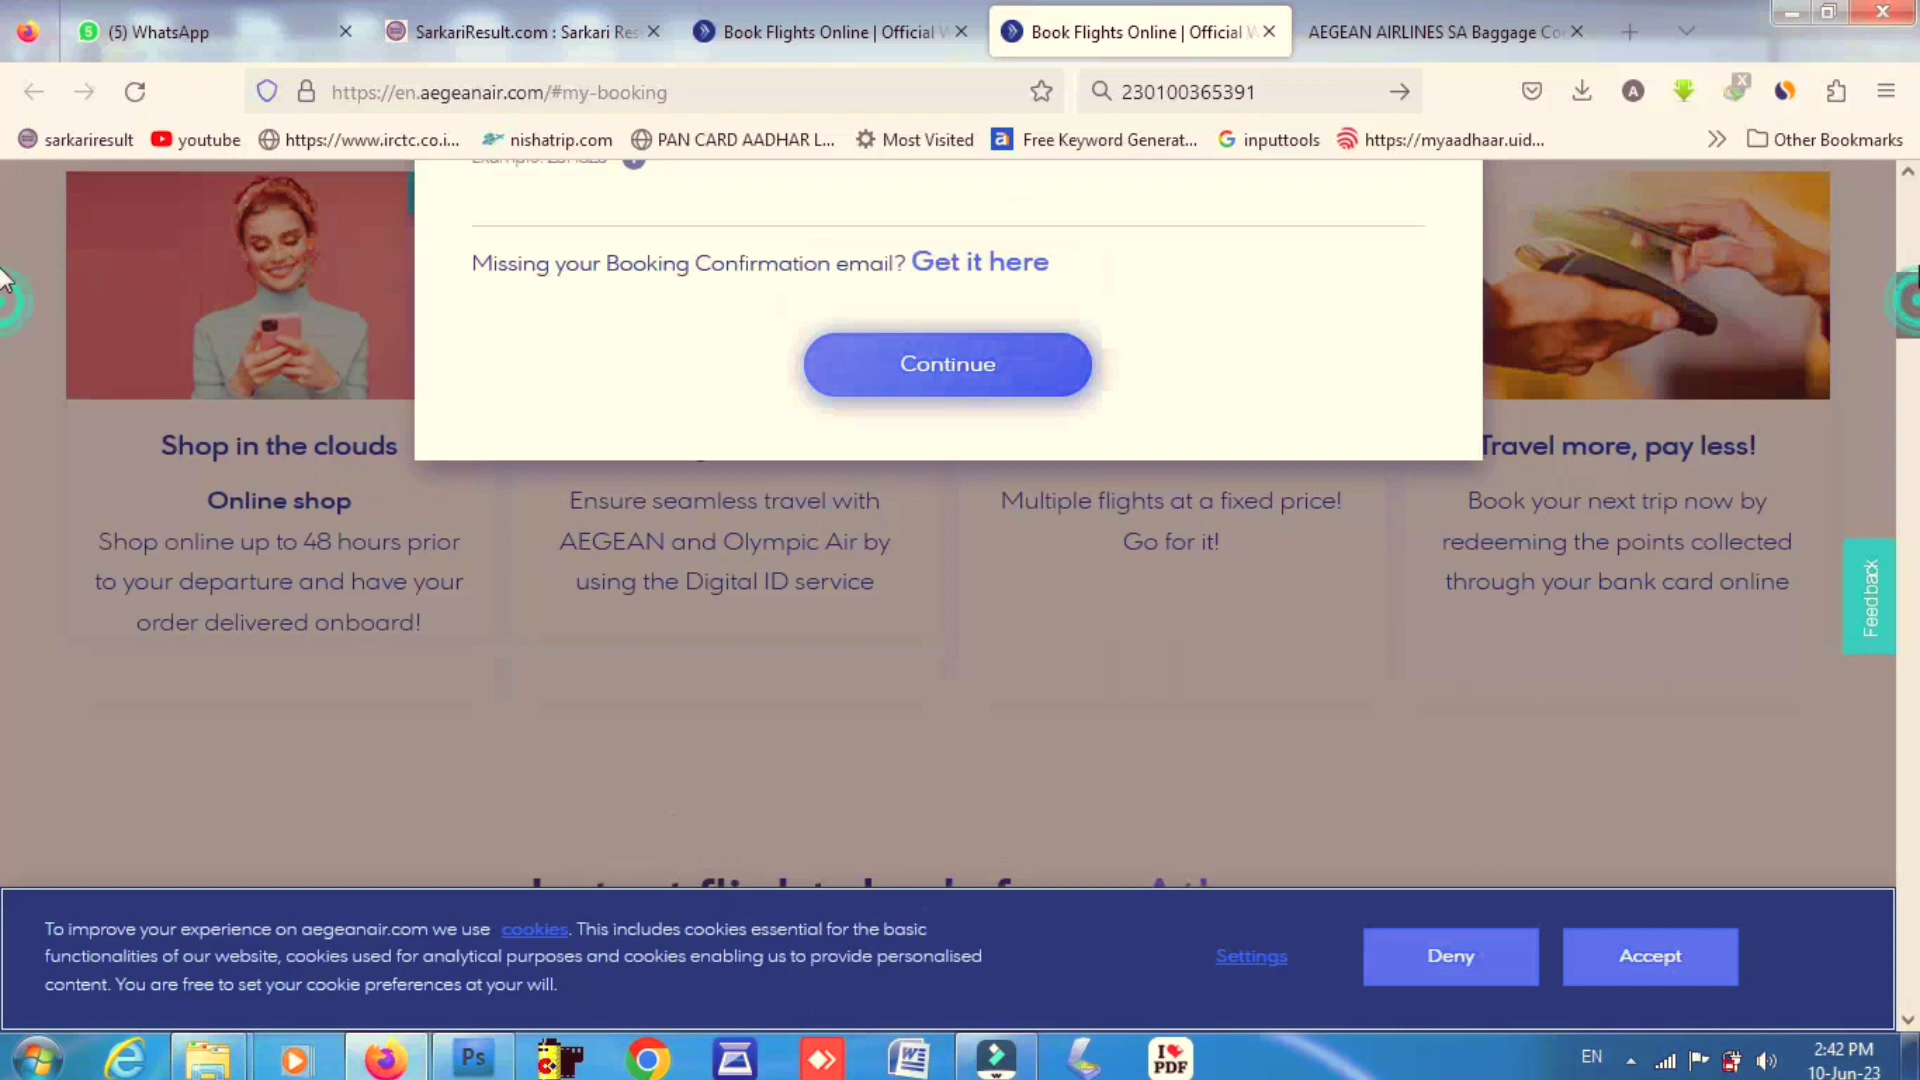 (5) WhatsApp
SarkariResult.com : Sarkari Res
Book Flights Online | Official W
Book Flights Online | Official W
AEGEAN AIRLINES SA Baggage Co
https://en.aegeanair.com/#my-booking
230100365391
sarkariresult
youtube
https://www.irctc.co.i...
nishatrip.com
PAN CARD AADHAR L...
Most Visited
Free Keyword Generat...
inputtools
https://myaadhaar.uid...
Other Bookmarks
Missing your Booking Confirmation email? Get it here
Continue
Shop in the clouds
Online shop
Shop online up to 48 hours prior
to your departure and have your
order delivered onboard!
Ensure seamless travel with
AEGEAN and Olympic Air by
using the Digital ID service
Multiple flights at a fixed price!
Go for it!
Travel more, pay less!
Book your next trip now by
redeeming the points collected
through your bank card online
Feedback
To improve your experience on aegeanair.com we use cookies. This includes cookies essential for the basic
functionalities of our website, cookies used for analytical purposes and cookies enabling us to provide personalised
content. You are free to set your cookie preferences at your will.
Settings
Deny
Accept
Ps
I
PDF
EN
2:42 PM
10-Jun-23